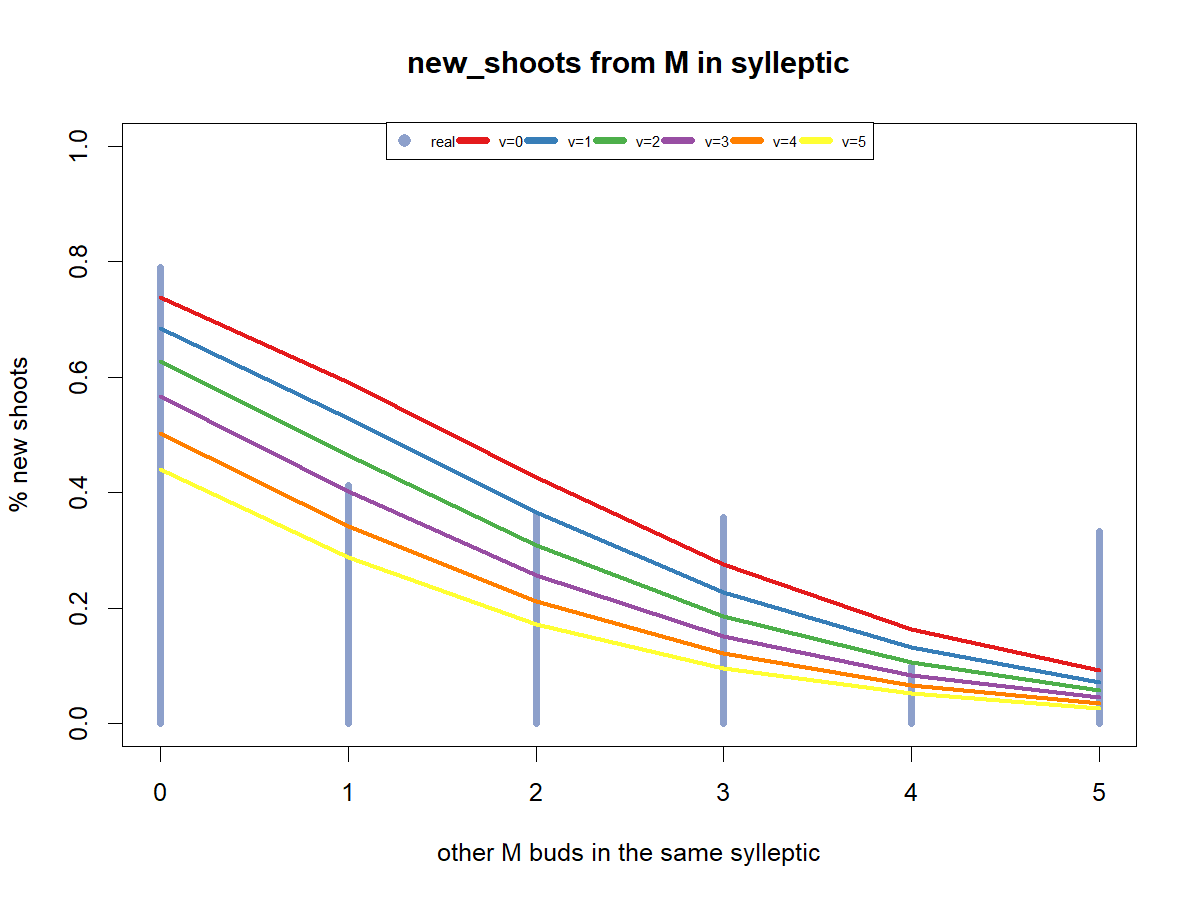 new_shoots from M in sylleptic
real v=0 v=1 v=2 v=3 v=4 v=5
% new shoots
1.0
0.8
0.6
0.4
0.2
0.0
0 1 2 3 4 5
other M buds in the same sylleptic